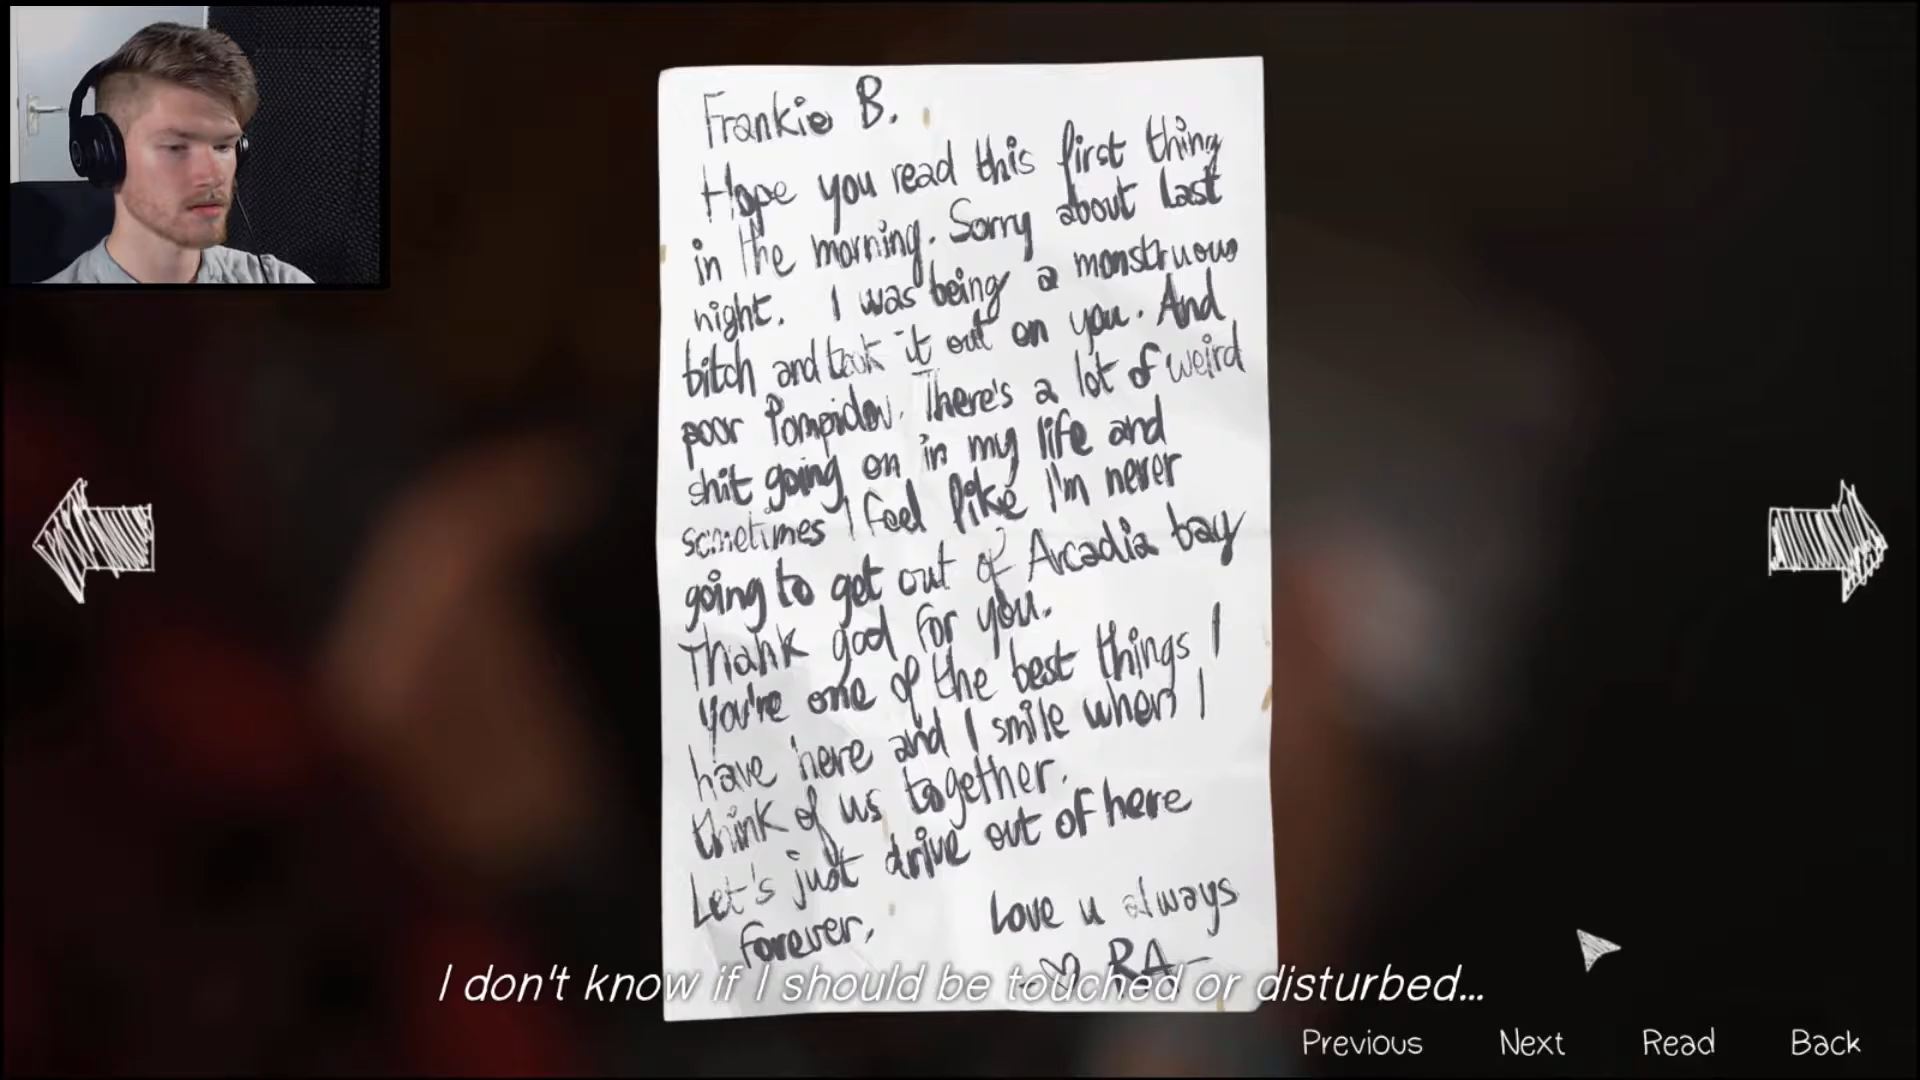 Frankie B.
Hope you read this first thing
in the morning. Sorry about last
night. I was being a monstruous
bitch and took it out on you. And
poor Pompidou. There's a lot of weird
shit going on in my life and
sometimes I feel like I'm never
going to get out of Arcadia bay
Thank god for you.
You're one of the best things I
have here and I smile when I
think of us together.
Let's just drive out of here
forever.
Love u always
- ♡ RA -
I don't know if I should be touched or disturbed...
Previous Next Read Back